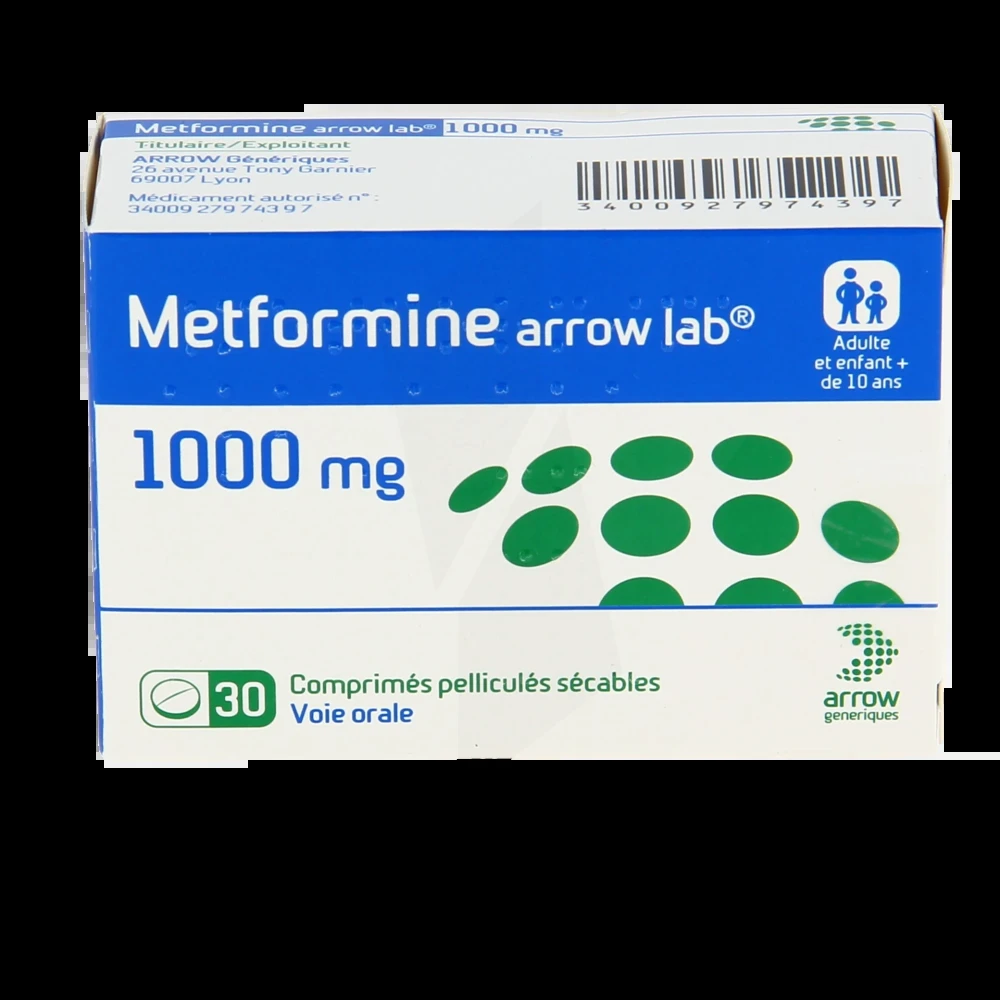 Metformine arrow lab® 1000 mg
Titulaire/Exploitant
ARROW Génériques
26 avenue Tony Garnier
69007 Lyon
Médicament autorisé n° :
34009 279 743 9 7
3400927974397
Metformine arrow lab®
Adulte
et enfant +
de 10 ans
1000 mg
30
Comprimés pelliculés sécables
Voie orale
arrow
generiques